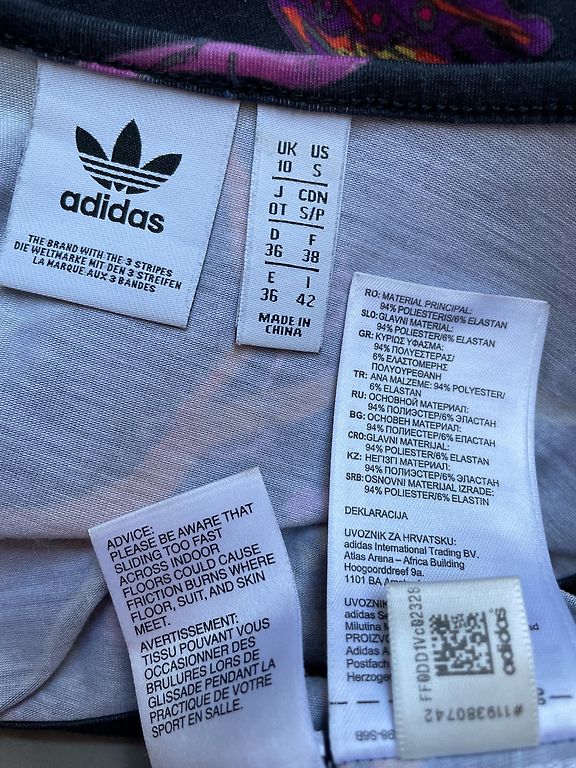 adidas
THE BRAND WITH THE 3 STRIPES
DIE WELTMARKE MIT DEN 3 STREIFEN
LA MARQUE AUX 3 BANDES
UK US
10 S
J CDN
OT S/P
D F
36 38
E I
36 42
MADE IN
CHINA
RO: MATERIAL PRINCIPAL:
94% POLIESTERIS/6% ELASTAN
SLO: GLAVNI MATERIAL:
94% POLIESTER/6% ELASTAN
GR: ΚΥΡΙΩΣ ΥΦΑΣΜΑ:
94% ΠΟΛΥΕΣΤΕΡΑΣ/
6% ΕΛΑΣΤΟΜΕΡΗΣ
ΠΟΛΥΟΥΡΕΘΑΝΗ
TR: ANA MALZEME: 94% POLYESTER/
6% ELASTAN
RU: ОСНОВНОЙ МАТЕРИАЛ:
94% ПОЛИЭСТЕР/6% ЭЛАСТАН
BG: ОСНОВЕН МАТЕРИАЛ:
94% ПОЛИЕСТЕР/6% ЕЛАСТАН
CRO: GLAVNI MATERIJAL:
94% POLIESTER/6% ELASTAN
KZ: НЕГІЗГІ МАТЕРИАЛ:
94% ПОЛИЭСТЕР/6% ЭЛАСТАН
SRB: OSNOVNI MATERIJAL IZRADE:
94% POLIESTER/6% ELASTIN
DEKLARACIJA
UVOZNIK ZA HRVATSKU:
adidas International Trading BV.
Atlas Arena – Africa Building
Hoogoorddreef 9a.
1101 BA
UVOZNIK
adidas
Milutina
PROIZV
Adidas A
Postfach
Herzoge
98-S6B
ADVICE:
PLEASE BE AWARE THAT
SLIDING TOO FAST
ACROSS INDOOR
FLOORS COULD CAUSE
FRICTION BURNS WHERE
FLOOR, SUIT, AND SKIN
MEET.
AVERTISSEMENT:
TISSU POUVANT VOUS
OCCASIONNER DES
BRULURES LORS DE
GLISSADE PENDANT LA
PRACTIQUE DE VOTRE
SPORT EN SALLE.
adidas
#119380742